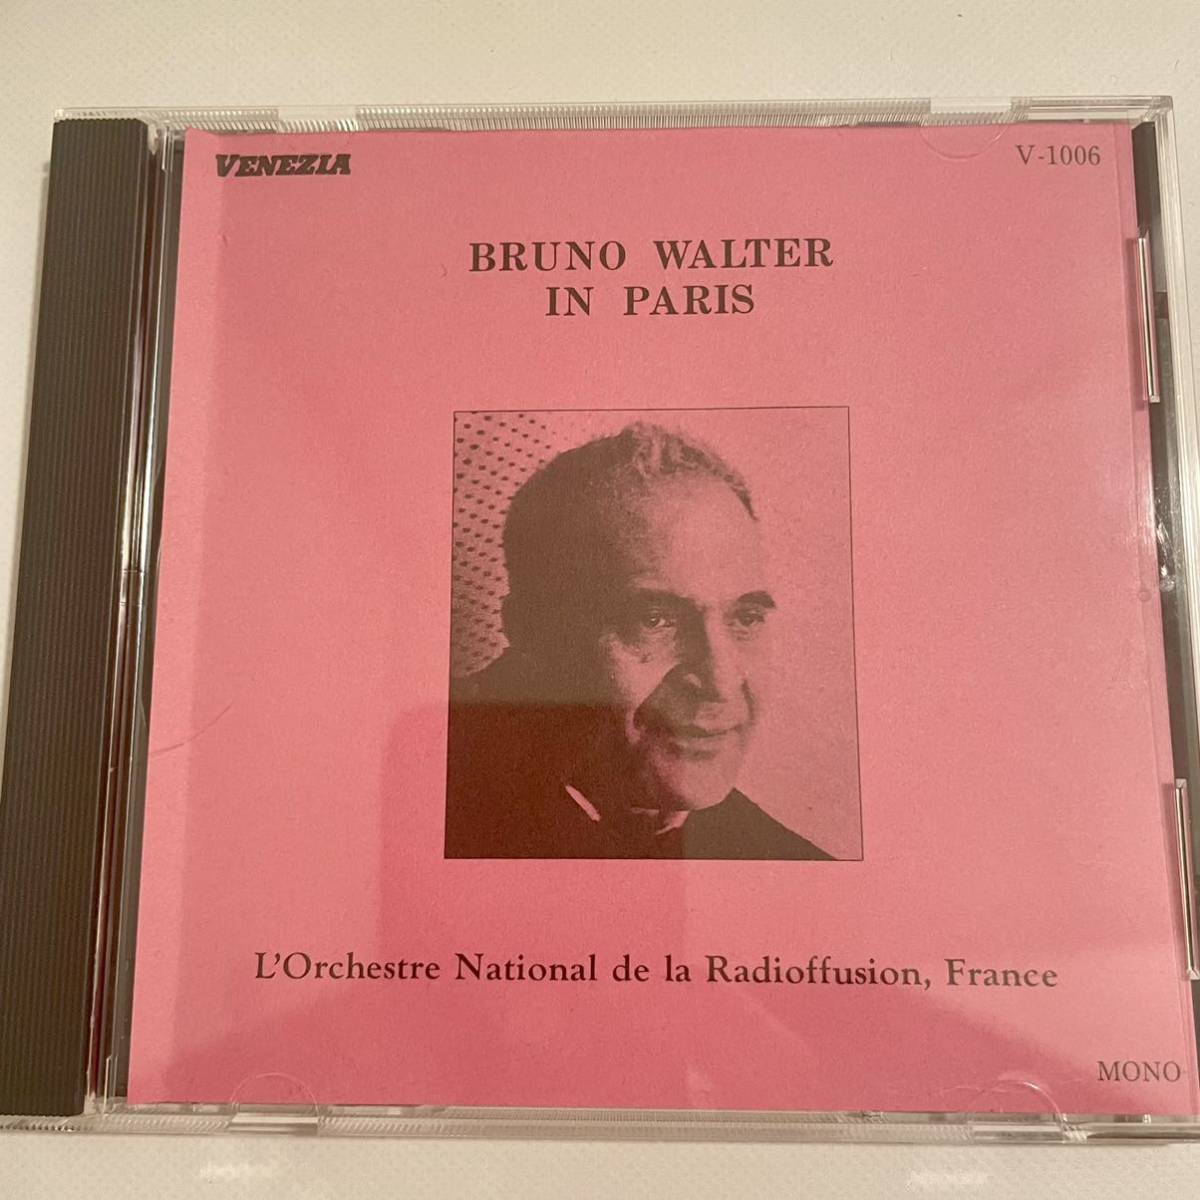 VENEZIA
V-1006
BRUNO WALTER
IN PARIS
L'Orchestre National de la Radioffusion, France
MONO